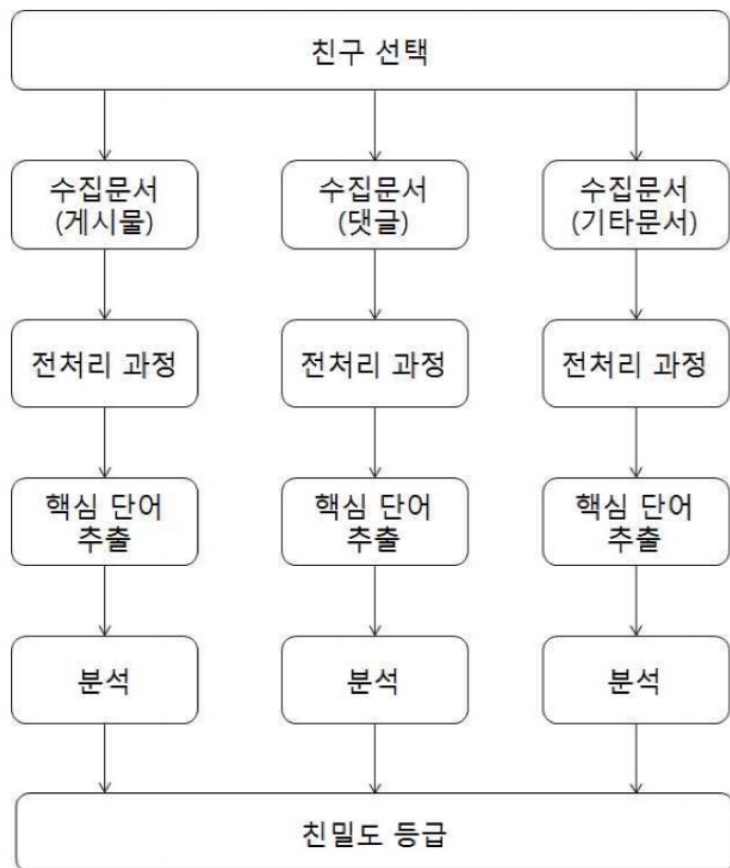 친구 선택
수집문서
(게시물)
수집문서
(댓글)
수집문서
(기타문서)
전처리 과정
전처리 과정
전처리 과정
핵심 단어
추출
핵심 단어
추출
핵심 단어
추출
분석
분석
분석
친밀도 등급